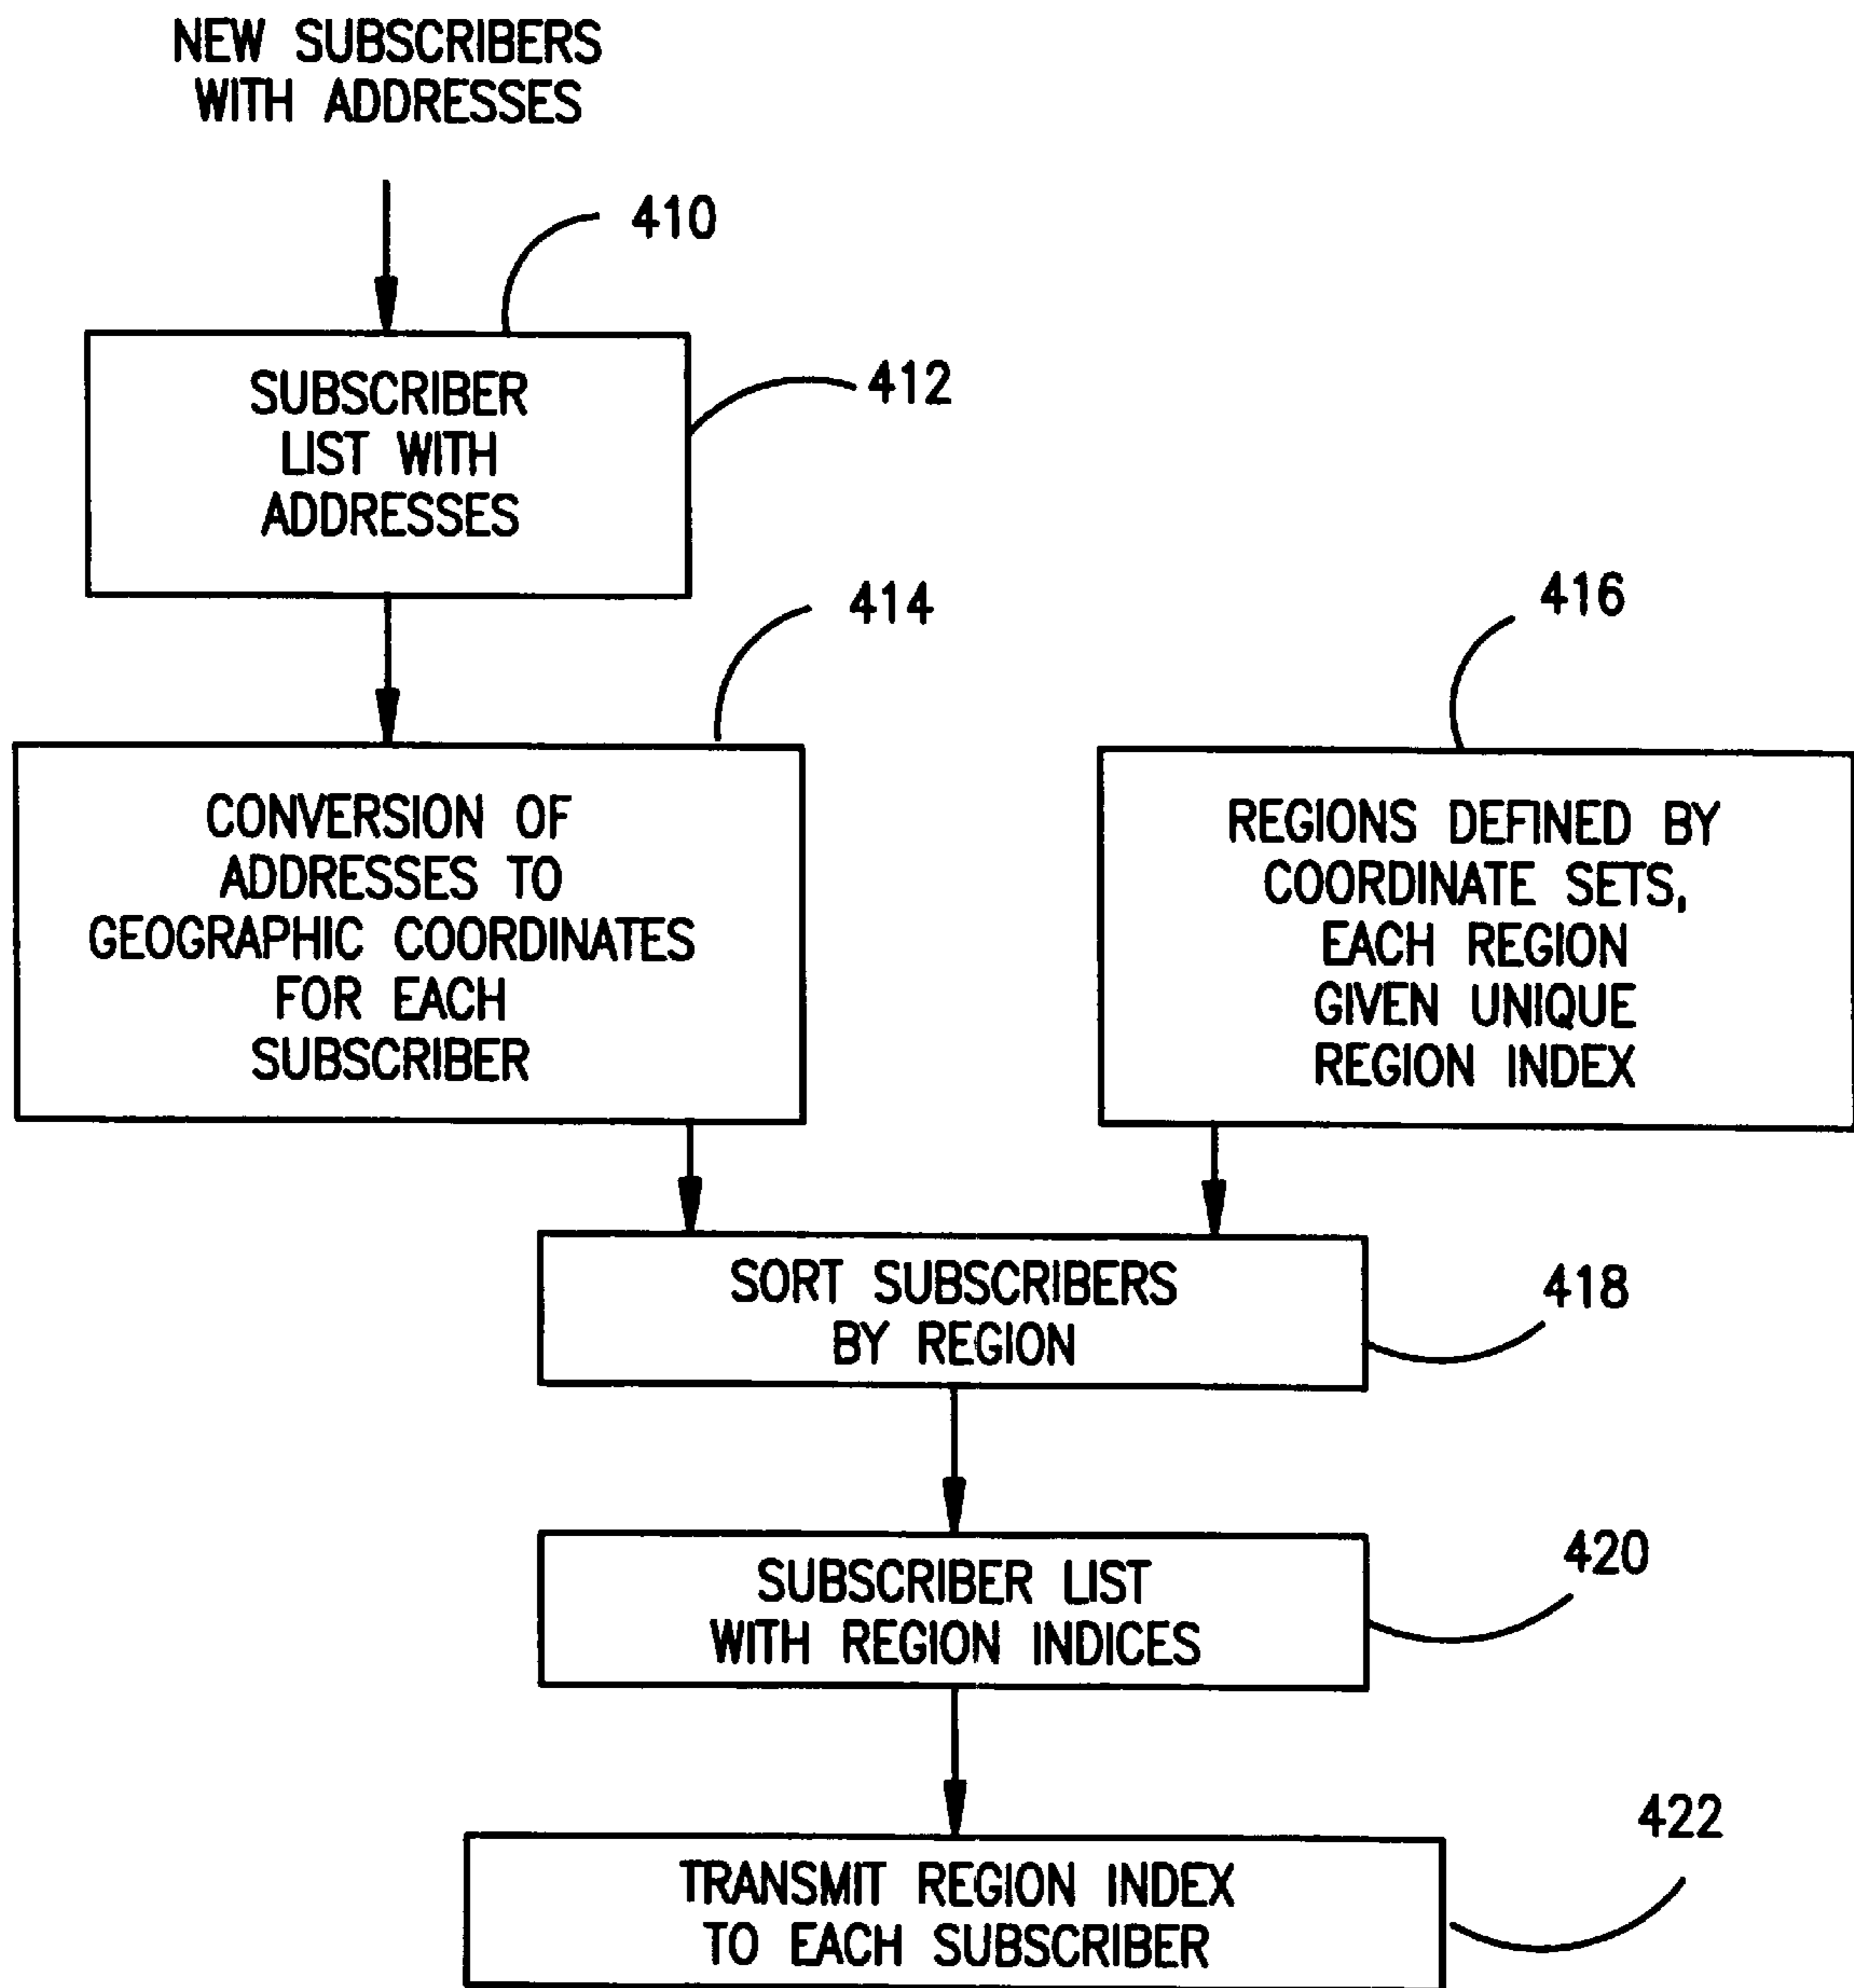 NEW SUBSCRIBERS
WITH ADDRESSES
410
SUBSCRIBER
LIST WITH
ADDRESSES
412
414
CONVERSION OF
ADDRESSES TO
GEOGRAPHIC COORDINATES
FOR EACH
SUBSCRIBER
416
REGIONS DEFINED BY
COORDINATE SETS,
EACH REGION
GIVEN UNIQUE
REGION INDEX
SORT SUBSCRIBERS
BY REGION
418
SUBSCRIBER LIST
WITH REGION INDICES
420
TRANSMIT REGION INDEX
TO EACH SUBSCRIBER
422